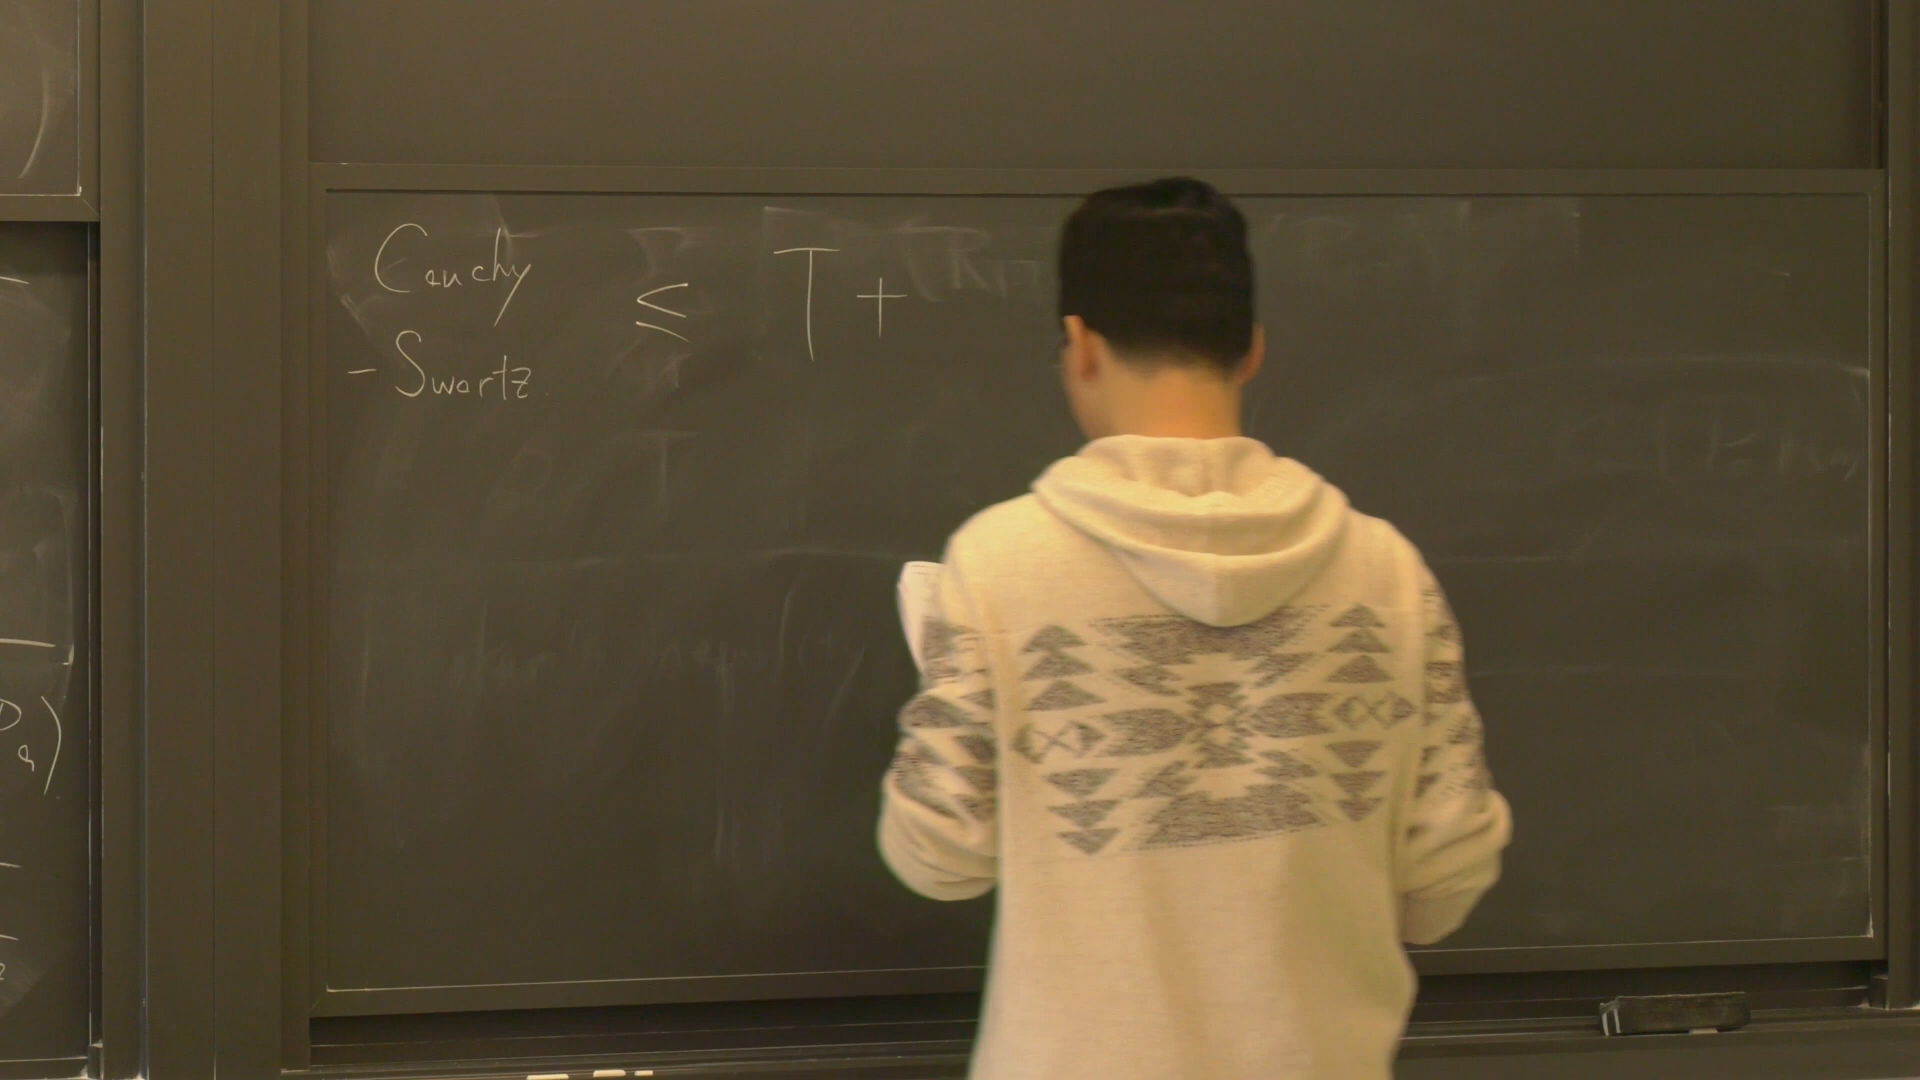 Cauchy
- Swartz.
≤ T +